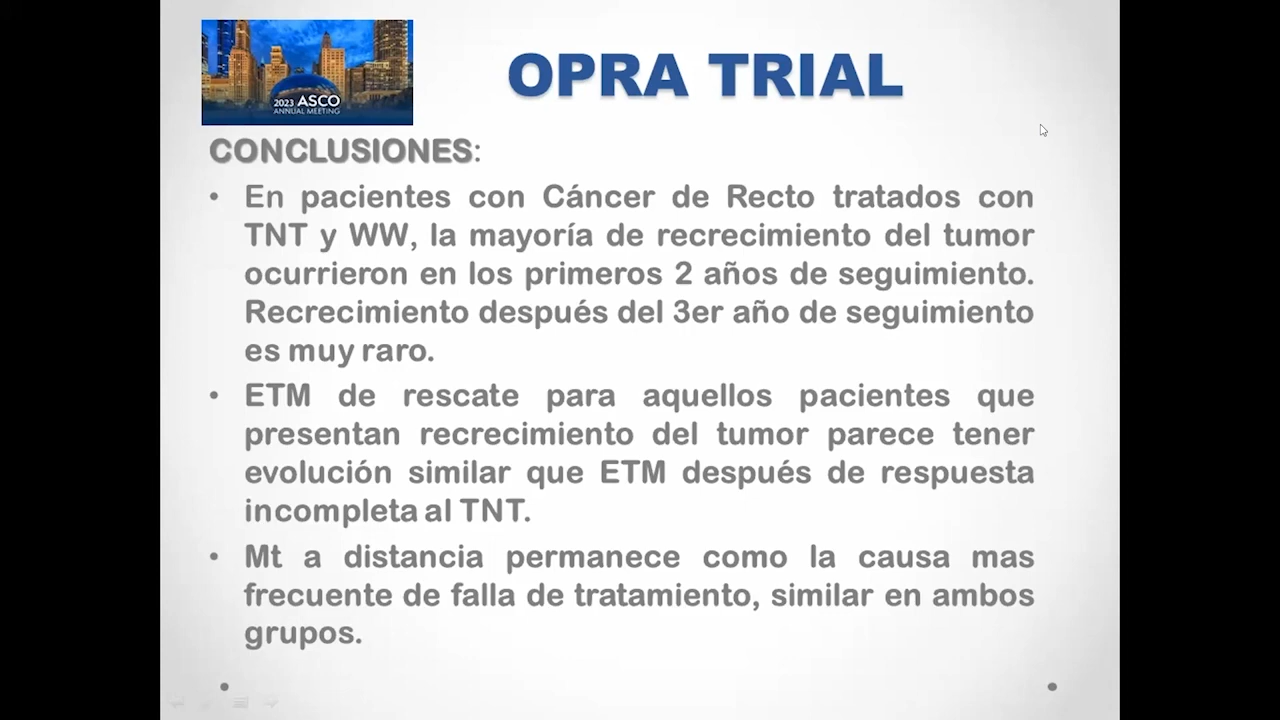 2023 ASCO
ANNUAL MEETING
OPRA TRIAL
CONCLUSIONES:
• En pacientes con Cáncer de Recto tratados con
TNT y WW, la mayoría de recrecimiento del tumor
ocurrieron en los primeros 2 años de seguimiento.
Recrecimiento después del 3er año de seguimiento
es muy raro.
• ETM de rescate para aquellos pacientes que
presentan recrecimiento del tumor parece tener
evolución similar que ETM después de respuesta
incompleta al TNT.
• Mt a distancia permanece como la causa mas
frecuente de falla de tratamiento, similar en ambos
grupos.